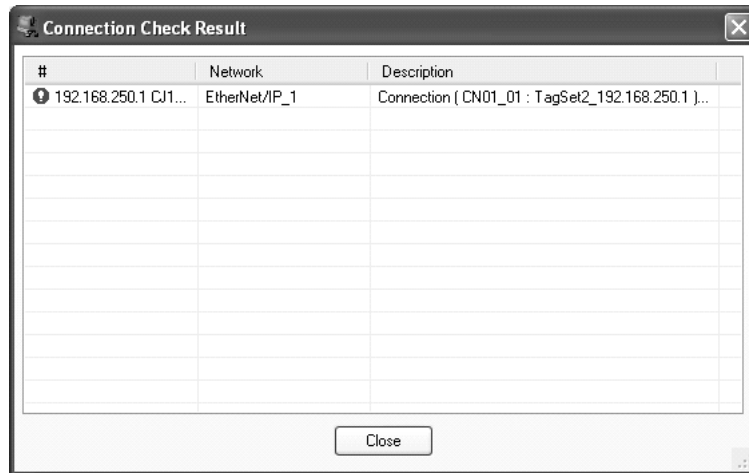 Connection Check Result
# Network Description
192.168.250.1 CJ1... EtherNet/IP_1 Connection ( CN01_01 : TagSet2_192.168.250.1 )...
Close